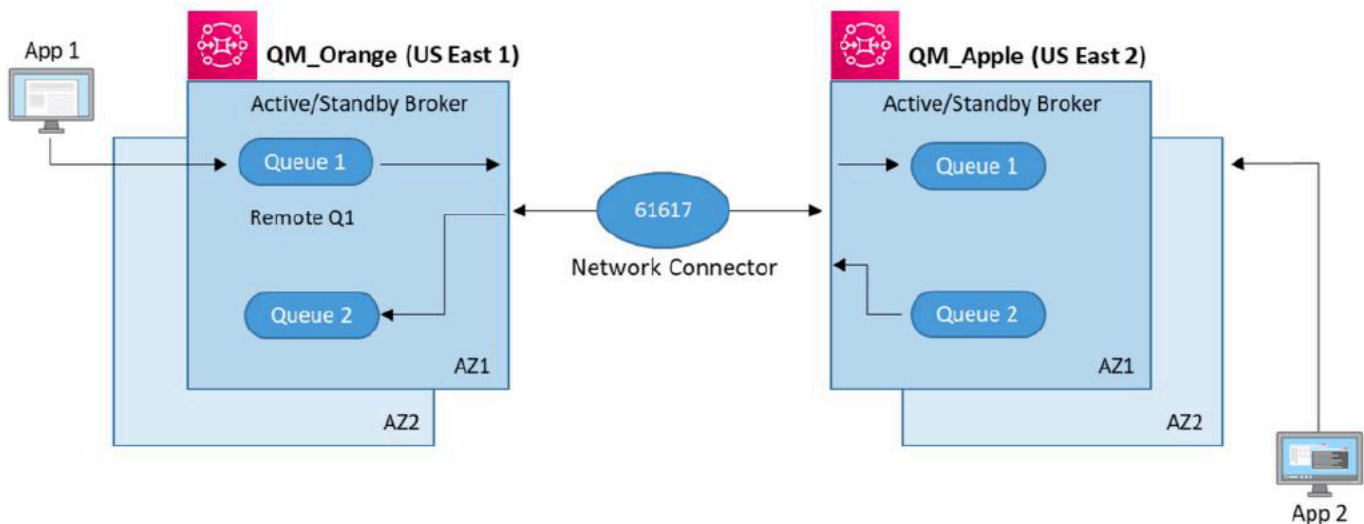 App 1
QM_Orange (US East 1)
Active/Standby Broker
Queue 1
Remote Q1
Queue 2
AZ1
AZ2
61617
Network Connector
QM_Apple (US East 2)
Active/Standby Broker
Queue 1
Queue 2
AZ1
AZ2
App 2